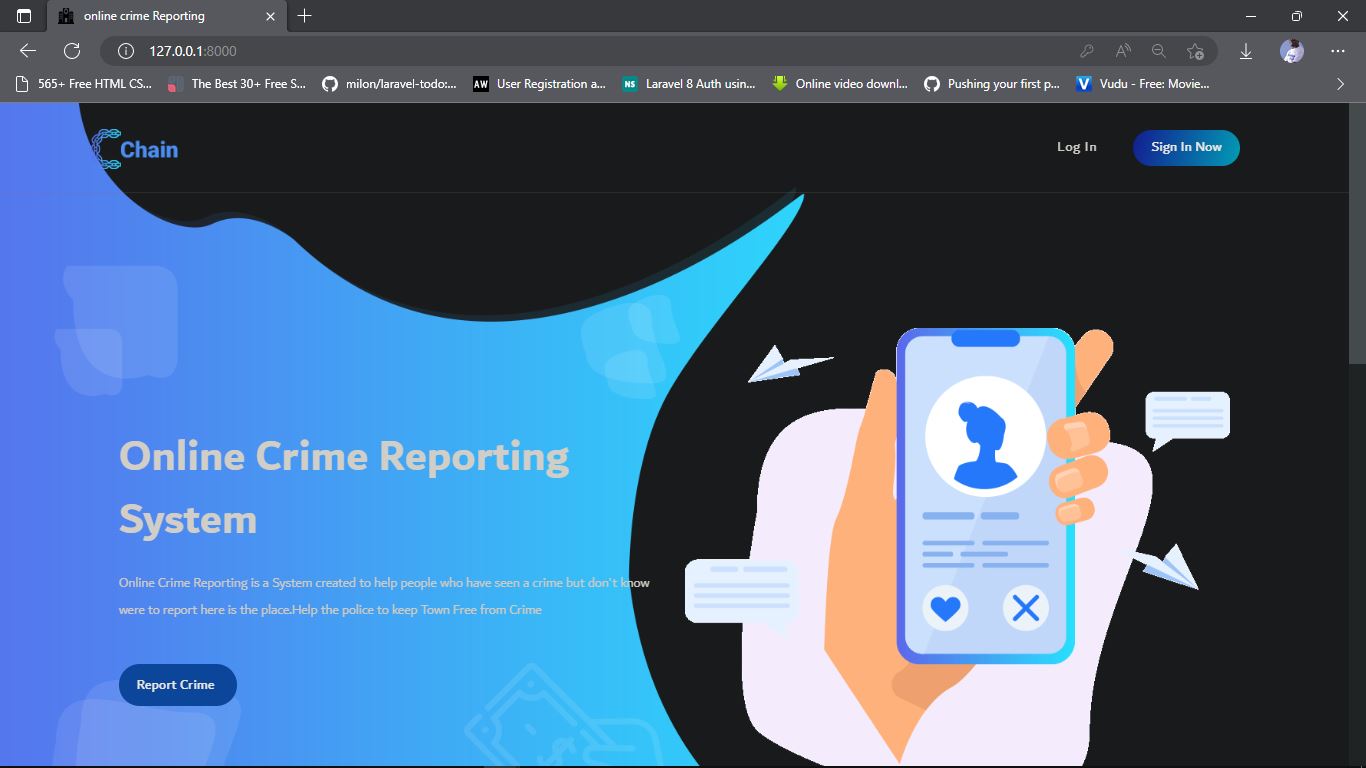 online crime Reporting
127.0.0.1:8000
565+ Free HTML CS... The Best 30+ Free S... milon/laravel-todo:... AW User Registration a... NS Laravel 8 Auth usin... Online video downl... Pushing your first p... V Vudu - Free: Movie...
Chain Log In Sign In Now
Online Crime Reporting
System
Online Crime Reporting is a System created to help people who have seen a crime but don't know
were to report here is the place.Help the police to keep Town Free from Crime
Report Crime